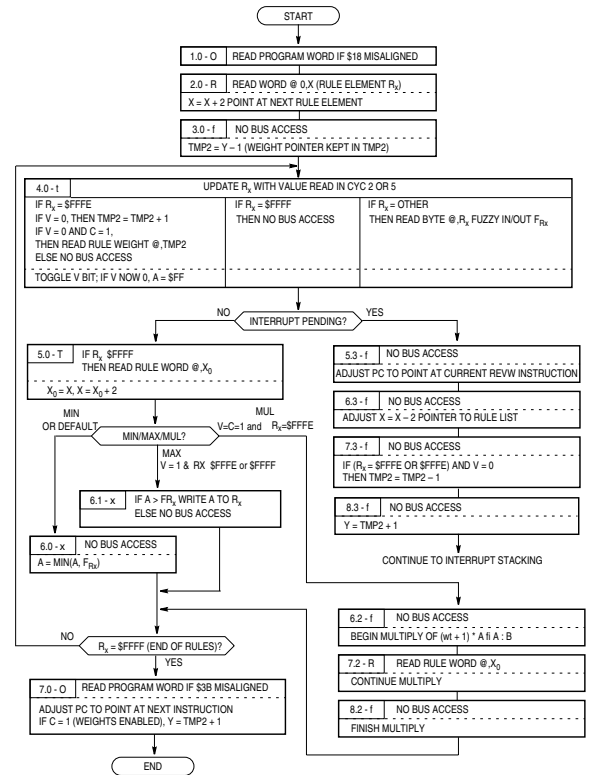 START
1.0 - O READ PROGRAM WORD IF $18 MISALIGNED
2.0 - R READ WORD @ 0,X (RULE ELEMENT Rx)
X = X + 2 POINT AT NEXT RULE ELEMENT
3.0 - f NO BUS ACCESS
TMP2 = Y – 1 (WEIGHT POINTER KEPT IN TMP2)
4.0 - t UPDATE Rx WITH VALUE READ IN CYC 2 OR 5
IF Rx = $FFFE
IF V = 0, THEN TMP2 = TMP2 + 1
IF V = 0 AND C = 1,
THEN READ RULE WEIGHT @,TMP2
ELSE NO BUS ACCESS
IF Rx = $FFFF
THEN NO BUS ACCESS
IF Rx = OTHER
THEN READ BYTE @,Rx FUZZY IN/OUT FRx
TOGGLE V BIT; IF V NOW 0, A = $FF
NO INTERRUPT PENDING? YES
5.0 - T IF Rx $FFFF
THEN READ RULE WORD @,X0
X0 = X, X = X0 + 2
MIN
OR DEFAULT
MIN/MAX/MUL?
MUL
V=C=1 and Rx=$FFFE
MAX
V = 1 & RX $FFFE or $FFFF
6.1 - x IF A > FRx WRITE A TO Rx
ELSE NO BUS ACCESS
6.0 - x NO BUS ACCESS
A = MIN(A, FRx)
5.3 - f NO BUS ACCESS
ADJUST PC TO POINT AT CURRENT REVW INSTRUCTION
6.3 - f NO BUS ACCESS
ADJUST X = X – 2 POINTER TO RULE LIST
7.3 - f NO BUS ACCESS
IF (Rx = $FFFE OR $FFFE) AND V = 0
THEN TMP2 = TMP2 – 1
8.3 - f NO BUS ACCESS
Y = TMP2 + 1
CONTINUE TO INTERRUPT STACKING
6.2 - f NO BUS ACCESS
BEGIN MULTIPLY OF (wt + 1) * A fi A : B
7.2 - R READ RULE WORD @,X0
CONTINUE MULTIPLY
8.2 - f NO BUS ACCESS
FINISH MULTIPLY
NO Rx = $FFFF (END OF RULES)?
YES
7.0 - O READ PROGRAM WORD IF $3B MISALIGNED
ADJUST PC TO POINT AT NEXT INSTRUCTION
IF C = 1 (WEIGHTS ENABLED), Y = TMP2 + 1
END